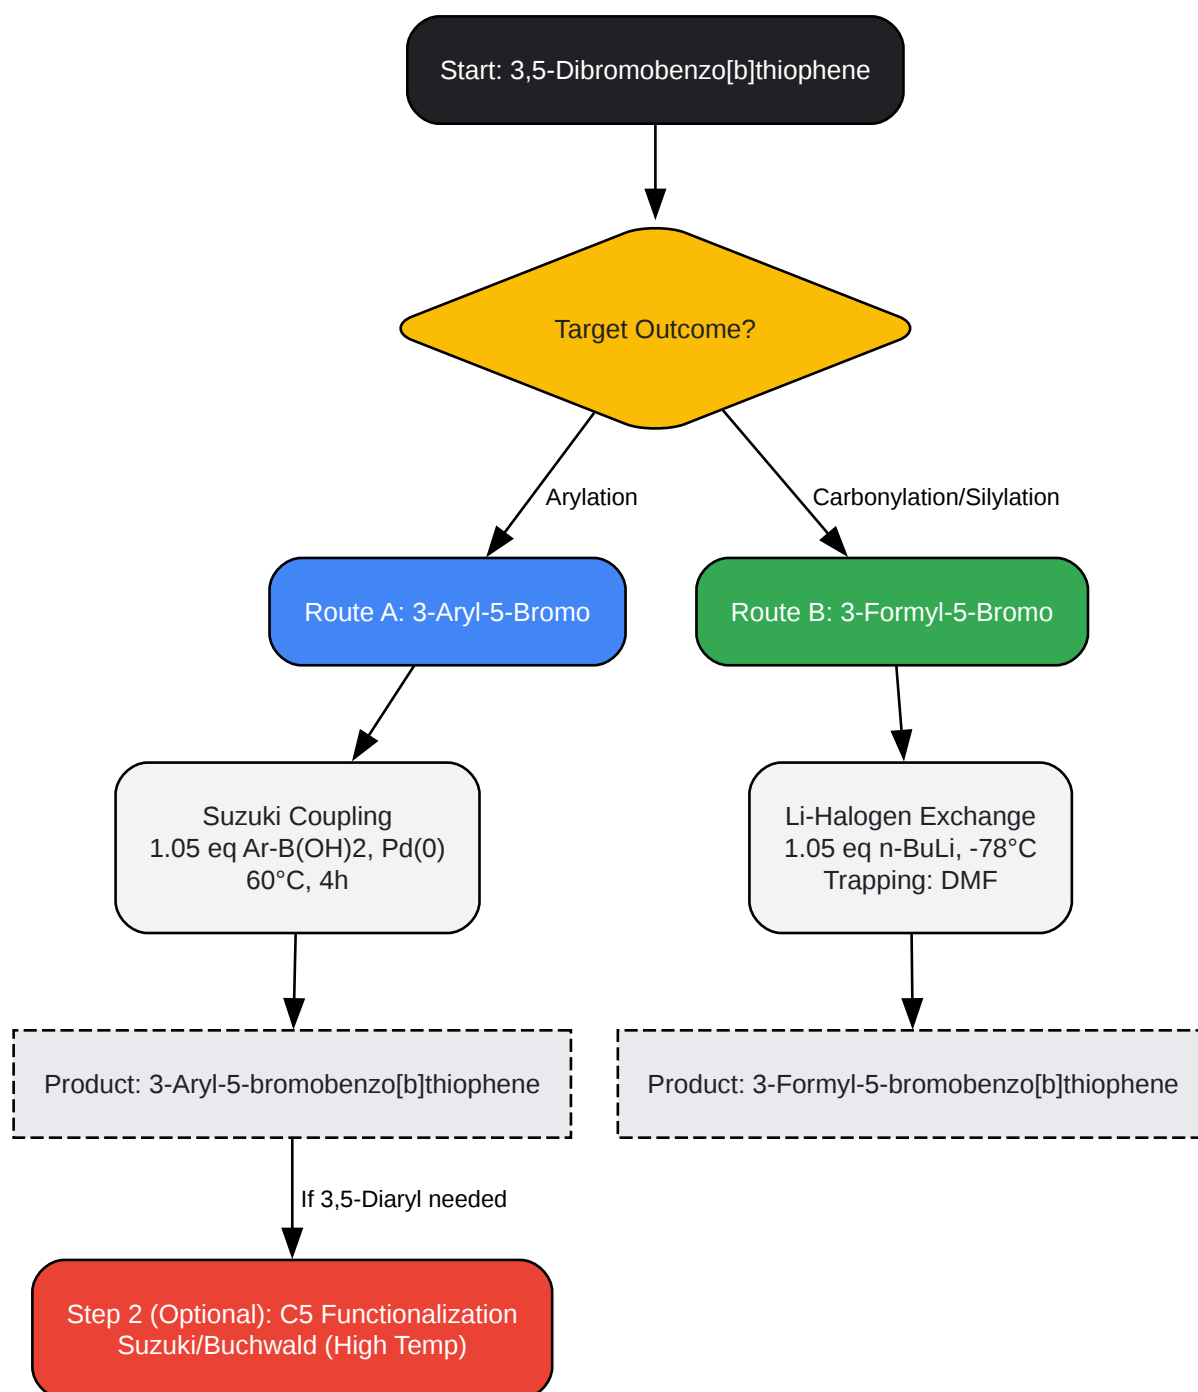 Start: 3,5-Dibromobenzo[b]thiophene
Target Outcome?
Arylation
Carbonylation/Silylation
Route A: 3-Aryl-5-Bromo
Route B: 3-Formyl-5-Bromo
Suzuki Coupling
1.05 eq Ar-B(OH)2, Pd(0)
60°C, 4h
Li-Halogen Exchange
1.05 eq n-BuLi, -78°C
Trapping: DMF
Product: 3-Aryl-5-bromobenzo[b]thiophene
Product: 3-Formyl-5-bromobenzo[b]thiophene
If 3,5-Diaryl needed
Step 2 (Optional): C5 Functionalization
Suzuki/Buchwald (High Temp)